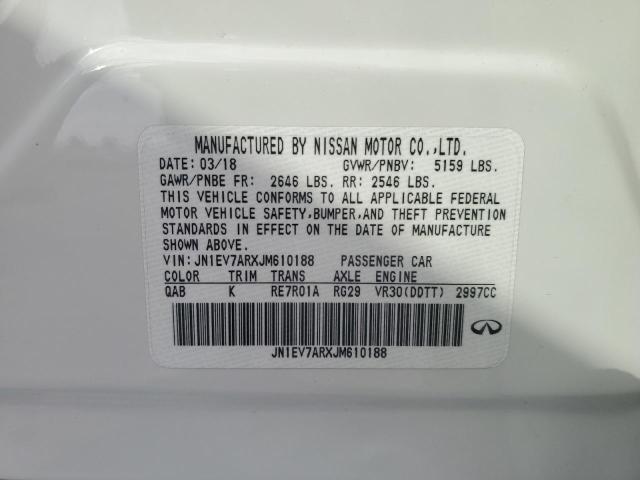 MANUFACTURED BY NISSAN MOTOR CO.,LTD.
DATE: 03/18 GVWR/PNBV: 5159 LBS.
GAWR/PNBE FR: 2646 LBS. RR: 2546 LBS.
THIS VEHICLE CONFORMS TO ALL APPLICABLE FEDERAL
MOTOR VEHICLE SAFETY,BUMPER,AND THEFT PREVENTION
STANDARDS IN EFFECT ON THE DATE OF MANUFACTURE
SHOWN ABOVE.
VIN: JN1EV7ARXJM610188 PASSENGER CAR
COLOR TRIM TRANS AXLE ENGINE
QAB K RE7R01A RG29 VR30(DDTT) 2997CC
JN1EV7ARXJM610188